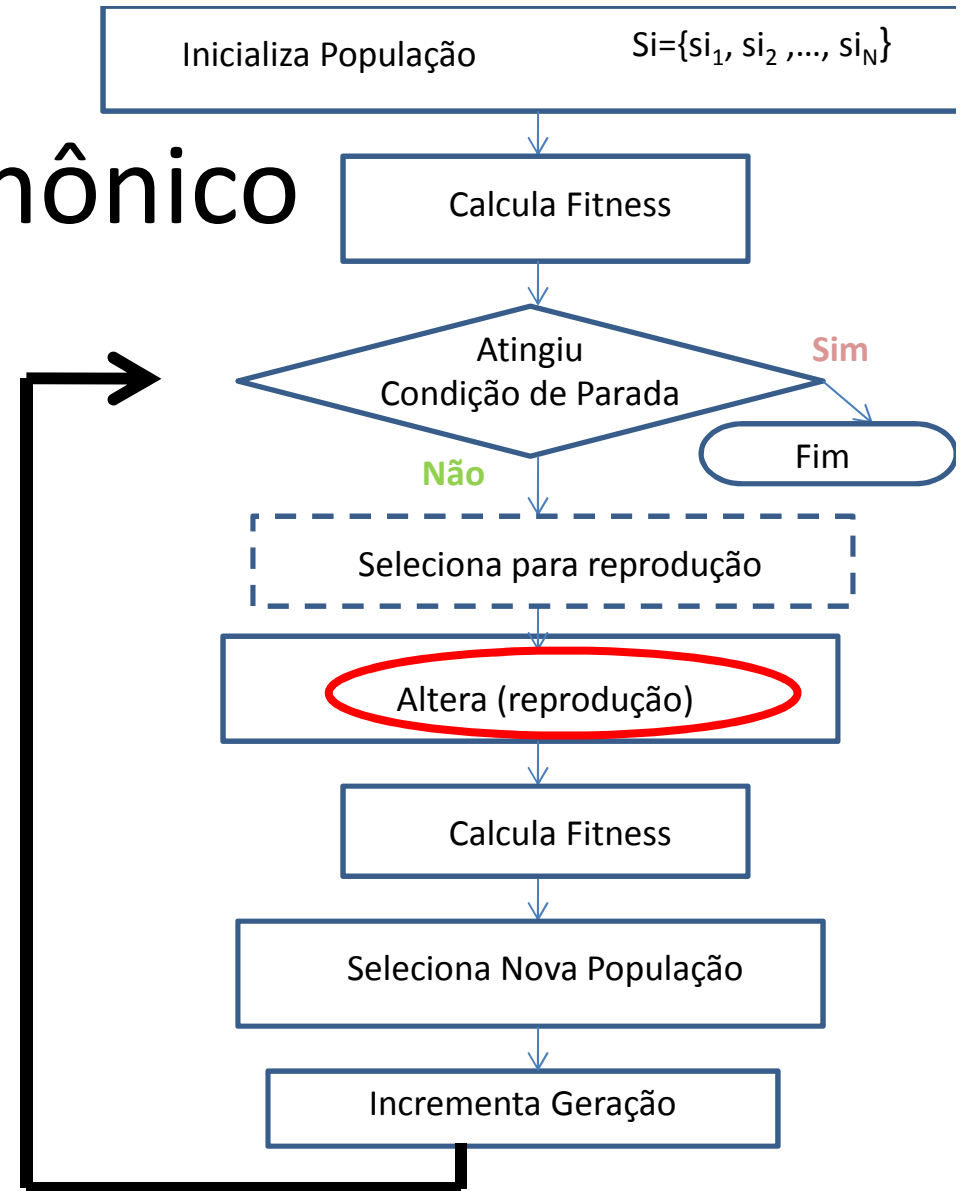 Inicializa População Si={si₁, si₂ ,..., si_N}
nônico
Calcula Fitness
Atingiu
Condição de Parada
Sim
Fim
Não
Seleciona para reprodução
Altera (reprodução)
Calcula Fitness
Seleciona Nova População
Incrementa Geração